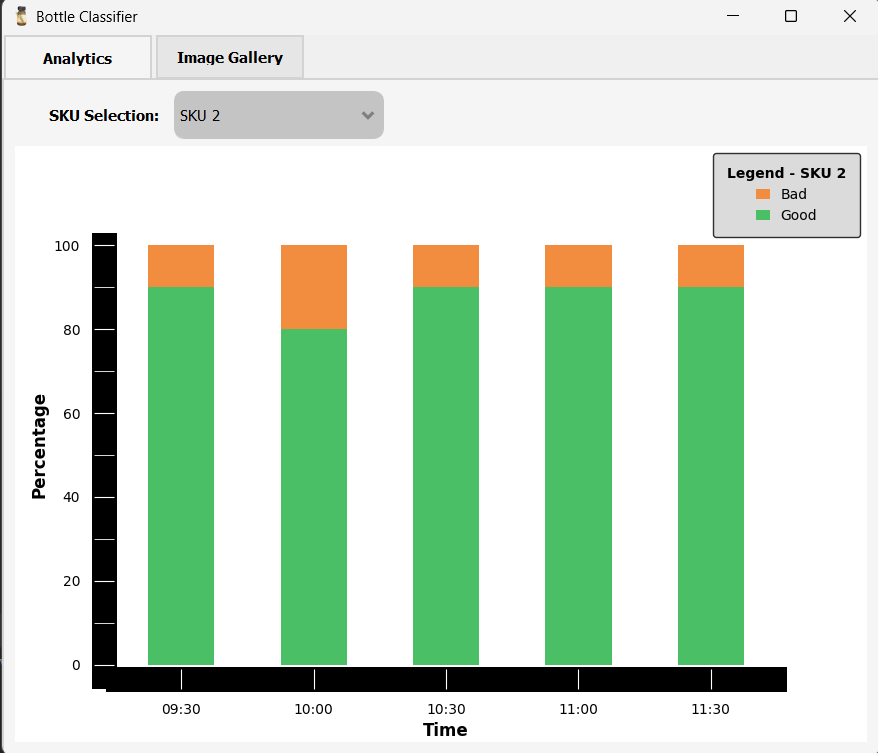 Bottle Classifier
Analytics
Image Gallery
SKU Selection:
SKU 2
Legend - SKU 2
Bad
Good
100
80
60
40
20
0
Percentage
09:30
10:00
10:30
11:00
11:30
Time